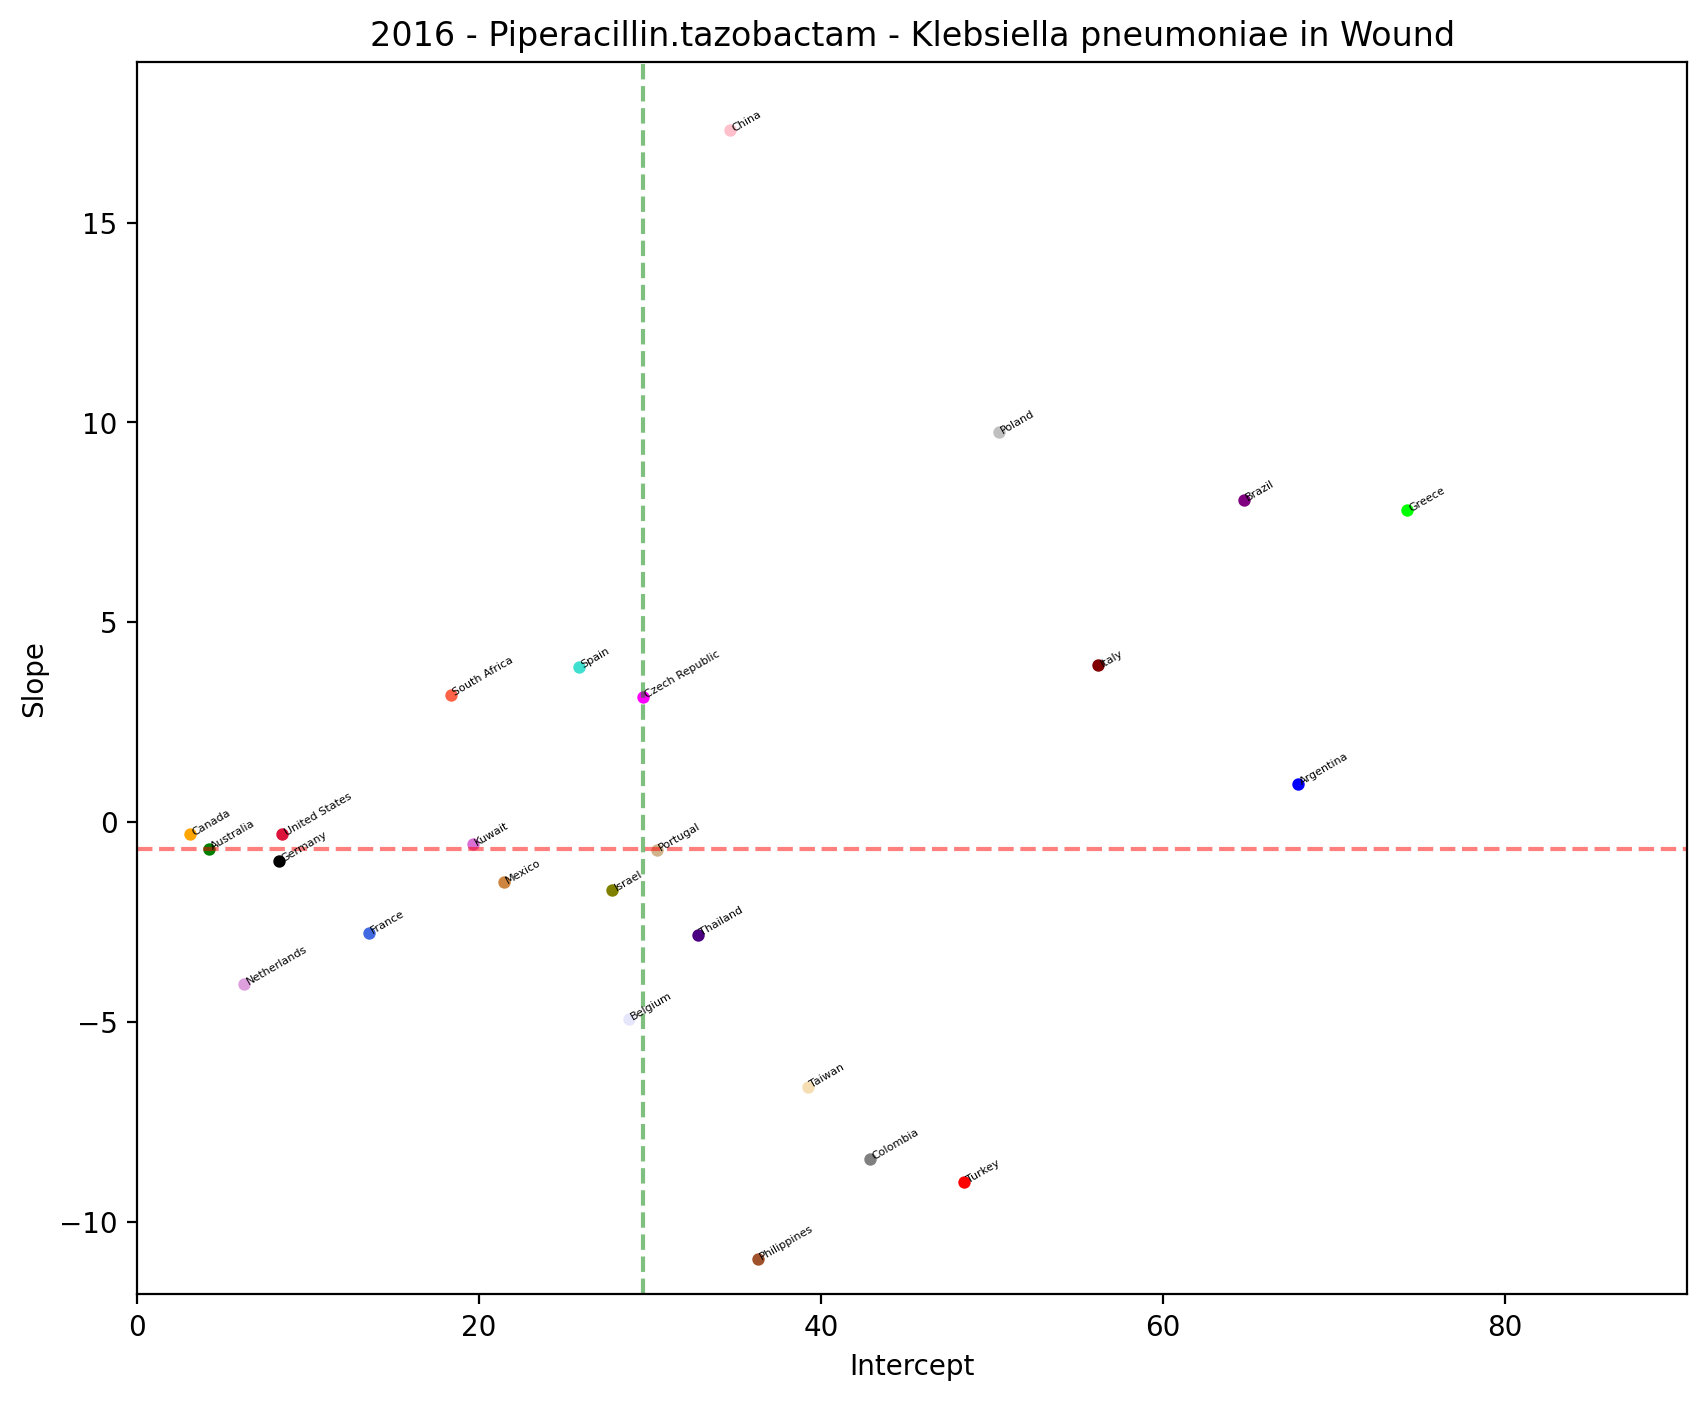 2016 - Piperacillin.tazobactam - Klebsiella pneumoniae in Wound
China
15
Poland
10
Brazil
Greece
5
Spain
Czech Republic
Italy
South Africa
Slope
Argentina
0
Canada
United States
Australia
Germany
Kuwait
Portugal
Mexico
Israel
France
Thailand
Netherlands
−5
Belgium
Taiwan
Colombia
Turkey
−10
Philippines
0 20 40 60 80
Intercept